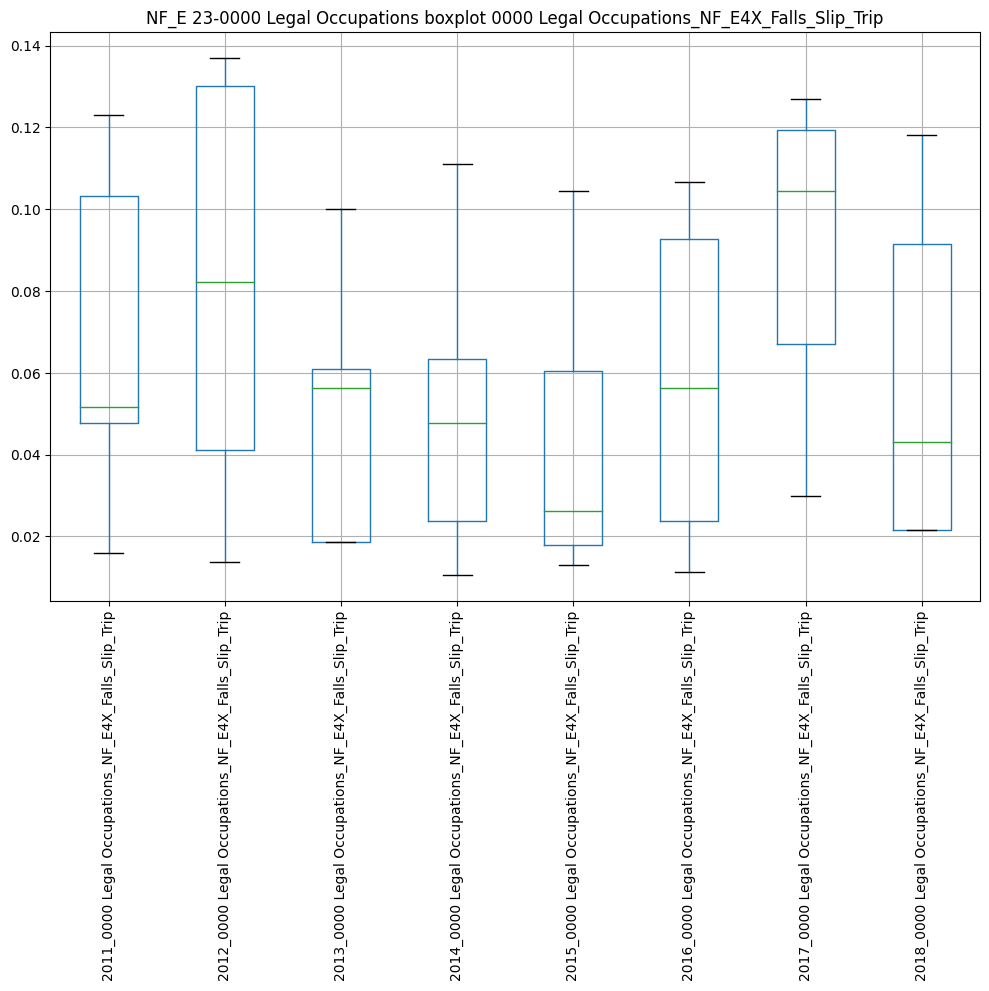 NF_E 23-0000 Legal Occupations boxplot 0000 Legal Occupations_NF_E4X_Falls_Slip_Trip
0.14
0.12
0.10
0.08
0.06
0.04
0.02
2011_0000 Legal Occupations_NF_E4X_Falls_Slip_Trip
2012_0000 Legal Occupations_NF_E4X_Falls_Slip_Trip
2013_0000 Legal Occupations_NF_E4X_Falls_Slip_Trip
2014_0000 Legal Occupations_NF_E4X_Falls_Slip_Trip
2015_0000 Legal Occupations_NF_E4X_Falls_Slip_Trip
2016_0000 Legal Occupations_NF_E4X_Falls_Slip_Trip
2017_0000 Legal Occupations_NF_E4X_Falls_Slip_Trip
2018_0000 Legal Occupations_NF_E4X_Falls_Slip_Trip